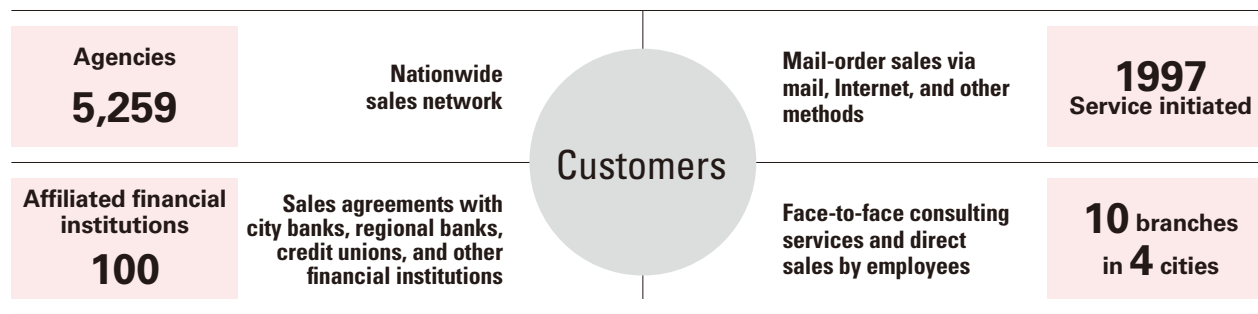 Agencies
5,259
Nationwide
sales network
Customers
Mail-order sales via
mail, Internet, and other
methods
1997
Service initiated
Affiliated financial
institutions
100
Sales agreements with
city banks, regional banks,
credit unions, and other
financial institutions
Face-to-face consulting
services and direct
sales by employees
10 branches
in 4 cities